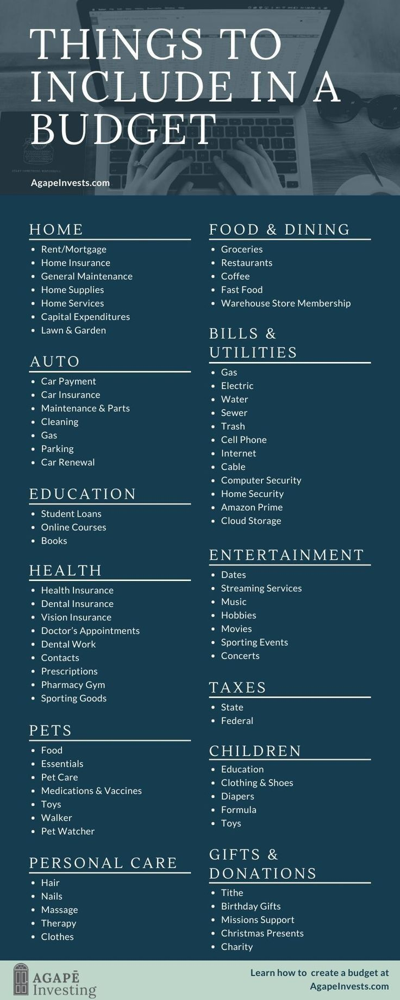 THINGS TO
INCLUDE IN A
BUDGET
START SOMETHING WONDERFUL
AgapeInvests.com
HOME
• Rent/Mortgage
• Home Insurance
• General Maintenance
• Home Supplies
• Home Services
• Capital Expenditures
• Lawn & Garden
AUTO
• Car Payment
• Car Insurance
• Maintenance & Parts
• Cleaning
• Gas
• Parking
• Car Renewal
EDUCATION
• Student Loans
• Online Courses
• Books
HEALTH
• Health Insurance
• Dental Insurance
• Vision Insurance
• Doctor's Appointments
• Dental Work
• Contacts
• Prescriptions
• Pharmacy Gym
• Sporting Goods
PETS
• Food
• Essentials
• Pet Care
• Medications & Vaccines
• Toys
• Walker
• Pet Watcher
PERSONAL CARE
• Hair
• Nails
• Massage
• Therapy
• Clothes
FOOD & DINING
• Groceries
• Restaurants
• Coffee
• Fast Food
• Warehouse Store Membership
BILLS &
UTILITIES
• Gas
• Electric
• Water
• Sewer
• Trash
• Cell Phone
• Internet
• Cable
• Computer Security
• Home Security
• Amazon Prime
• Cloud Storage
ENTERTAINMENT
• Dates
• Streaming Services
• Music
• Hobbies
• Movies
• Sporting Events
• Concerts
TAXES
• State
• Federal
CHILDREN
• Education
• Clothing & Shoes
• Diapers
• Formula
• Toys
GIFTS &
DONATIONS
• Tithe
• Birthday Gifts
• Missions Support
• Christmas Presents
• Charity
AGAPĒ
Investing
Learn how to create a budget at
AgapeInvests.com